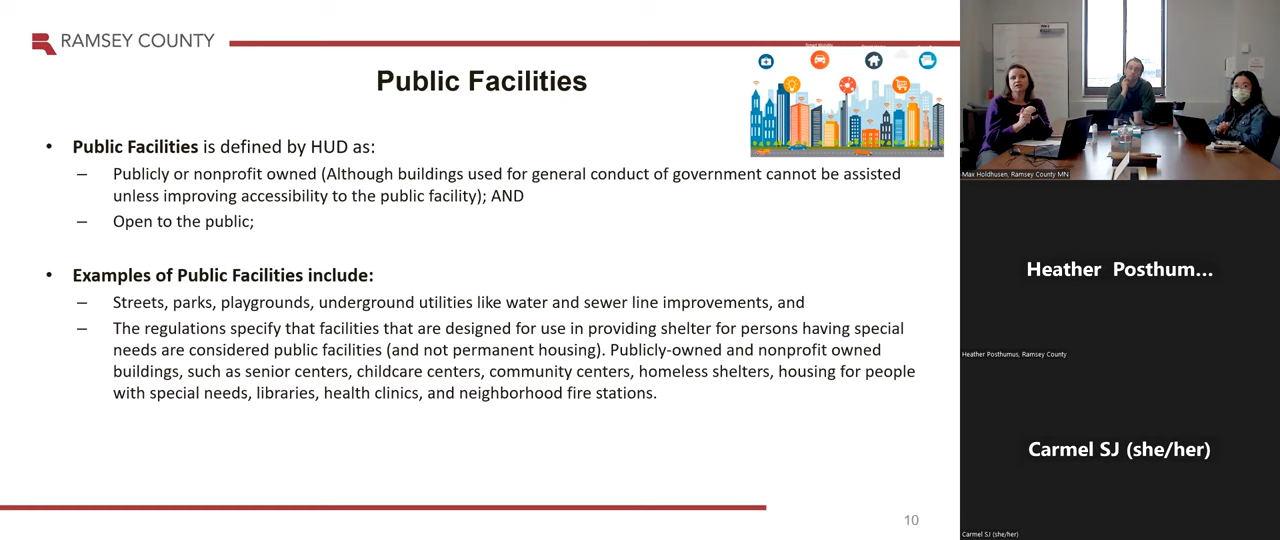 RAMSEY COUNTY
Public Facilities
• Public Facilities is defined by HUD as:
– Publicly or nonprofit owned (Although buildings used for general conduct of government cannot be assisted
unless improving accessibility to the public facility); AND
– Open to the public;
• Examples of Public Facilities include:
– Streets, parks, playgrounds, underground utilities like water and sewer line improvements, and
– The regulations specify that facilities that are designed for use in providing shelter for persons having special
needs are considered public facilities (and not permanent housing). Publicly-owned and nonprofit owned
buildings, such as senior centers, childcare centers, community centers, homeless shelters, housing for people
with special needs, libraries, health clinics, and neighborhood fire stations.
10
Max Holdhusen, Ramsey County MN
Heather Posthum...
Heather Posthumus, Ramsey County
Carmel SJ (she/her)
Carmel SJ (she/her)